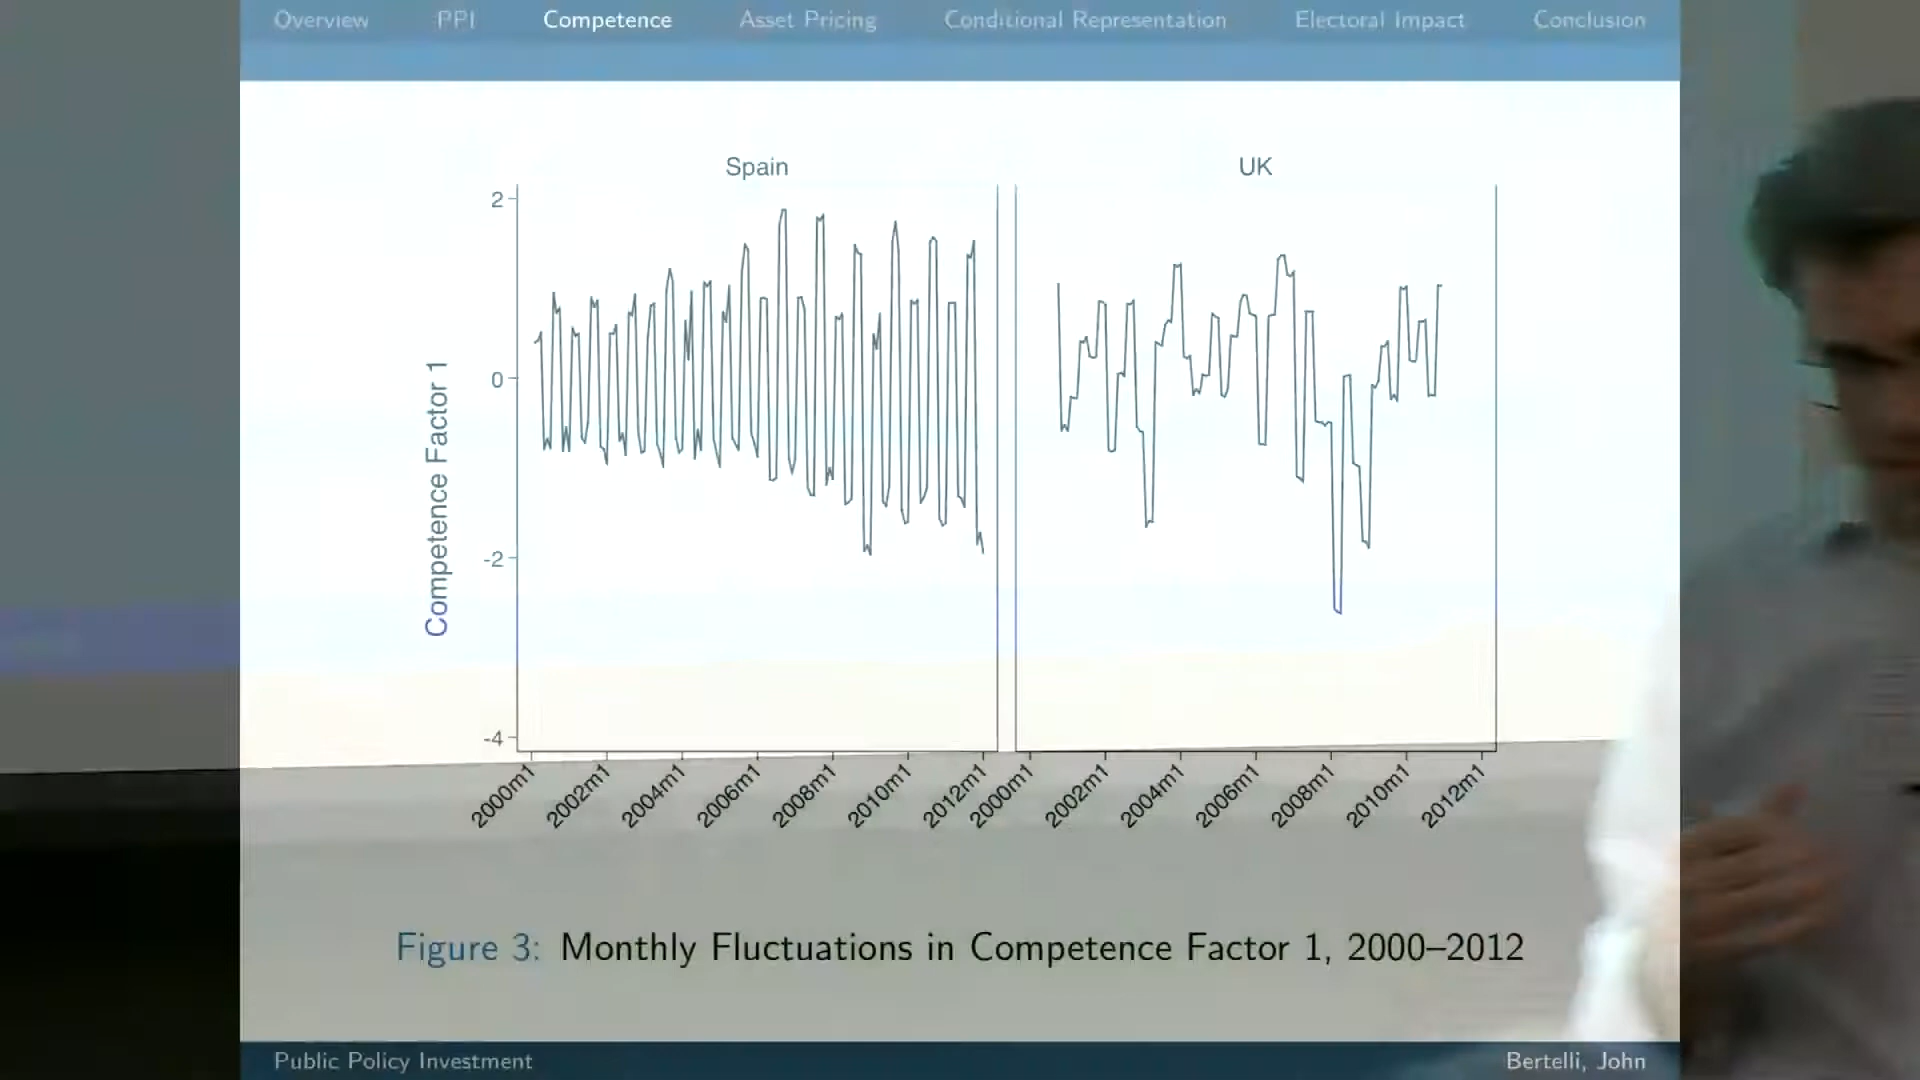 Overview PPI Competence Asset Pricing Conditional Representation Electoral Impact Conclusion
Spain UK
Competence Factor 1
2
0
-2
-4
2000m1 2002m1 2004m1 2006m1 2008m1 2010m1 2012m1 2000m1 2002m1 2004m1 2006m1 2008m1 2010m1 2012m1
Figure 3: Monthly Fluctuations in Competence Factor 1, 2000–2012
Public Policy Investment Bertelli, John